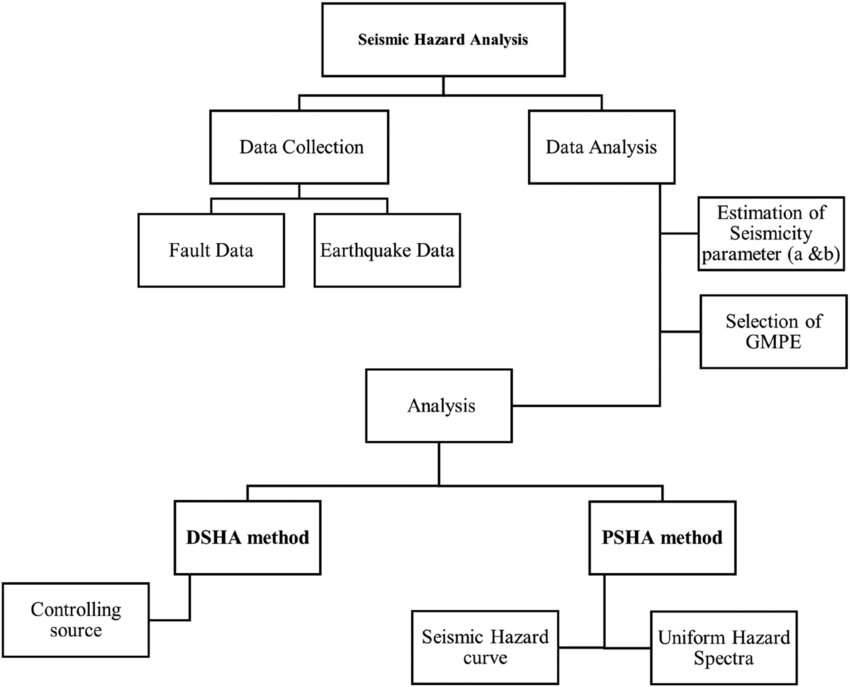 Seismic Hazard Analysis
Data Collection
Data Analysis
Fault Data
Earthquake Data
Estimation of
Seismicity
parameter (a &b)
Selection of
GMPE
Analysis
DSHA method
PSHA method
Controlling
source
Seismic Hazard
curve
Uniform Hazard
Spectra